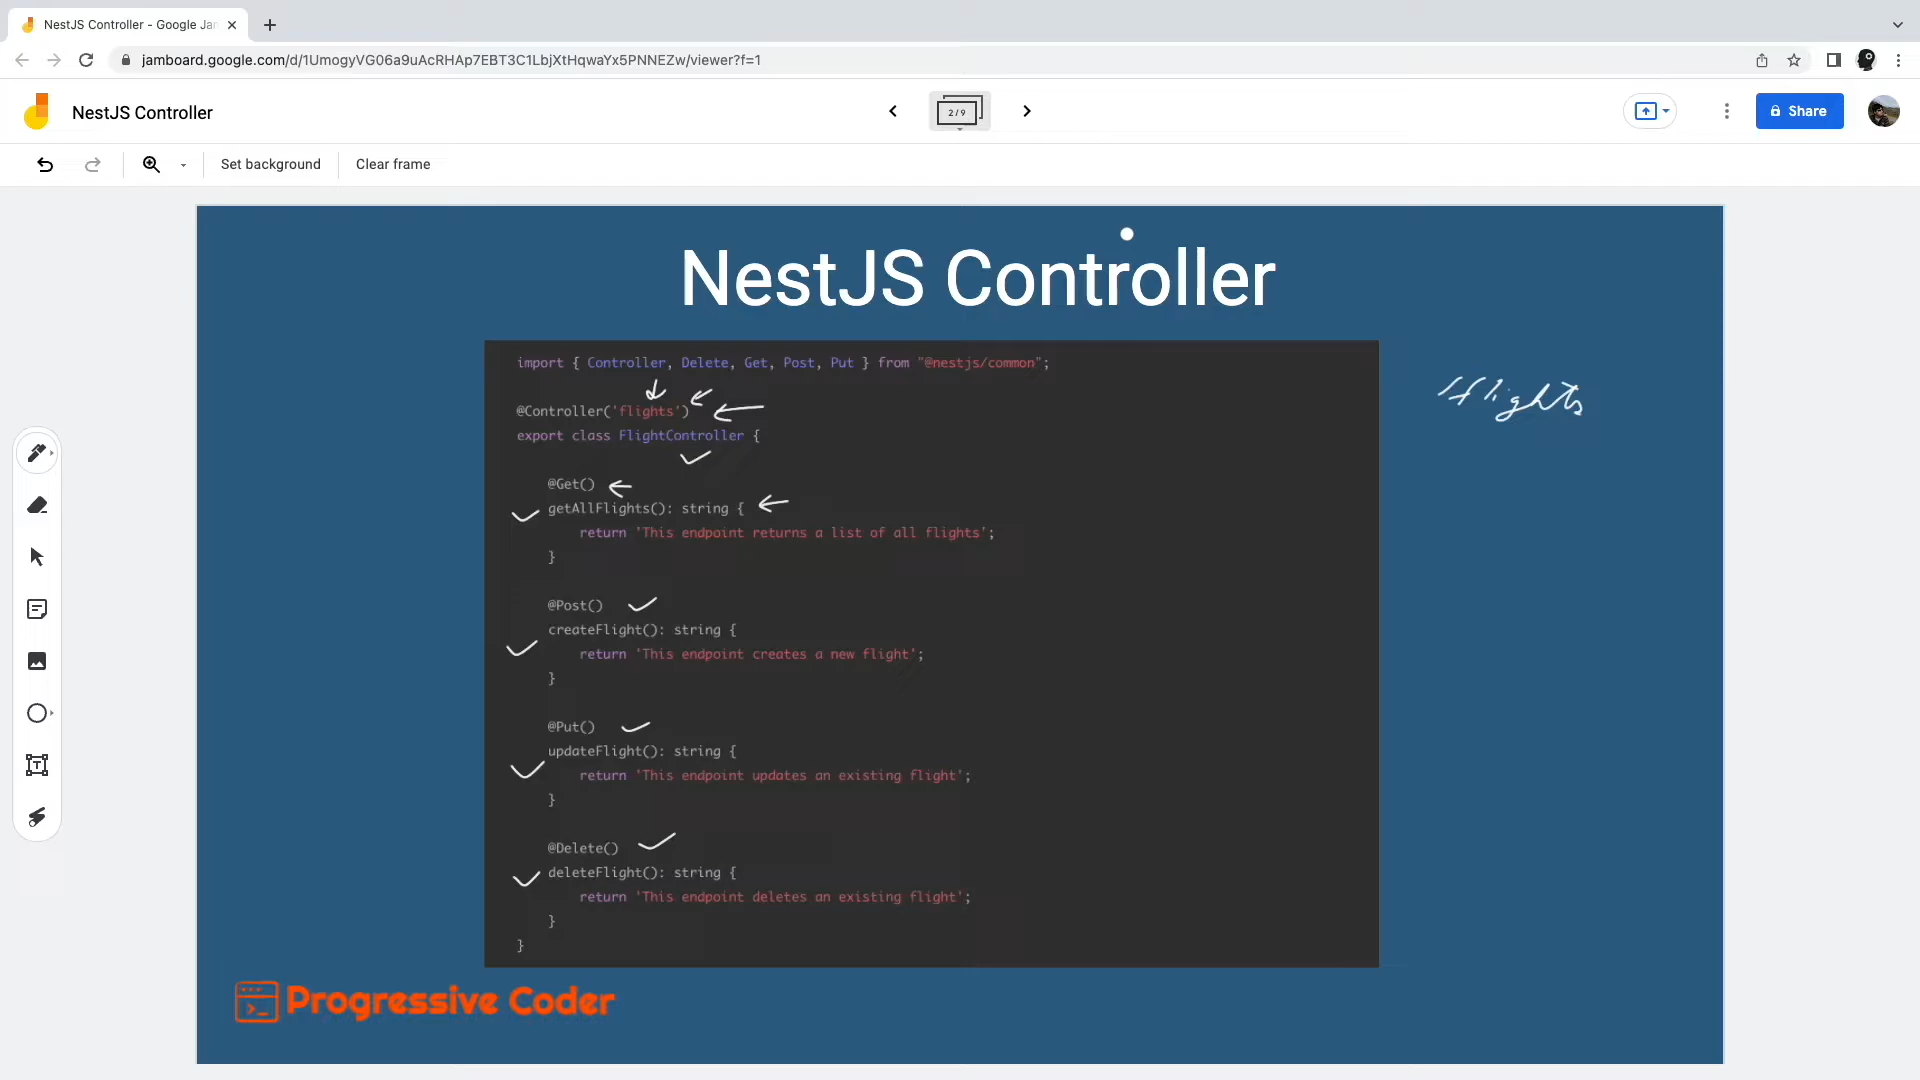 NestJS Controller - Google Jam
jamboard.google.com/d/1UmogyVG06a9uAcRHAp7EBT3C1LbjXtHqwaYx5PNNEZw/viewer?f=1
NestJS Controller
2 / 9
Share
Set background
Clear frame
NestJS Controller
import { Controller, Delete, Get, Post, Put } from "@nestjs/common";
@Controller('flights')
export class FlightController {
@Get()
getAllFlights(): string {
return 'This endpoint returns a list of all flights';
}
@Post()
createFlight(): string {
return 'This endpoint creates a new flight';
}
@Put()
updateFlight(): string {
return 'This endpoint updates an existing flight';
}
@Delete()
deleteFlight(): string {
return 'This endpoint deletes an existing flight';
}
}
/flights
Progressive Coder